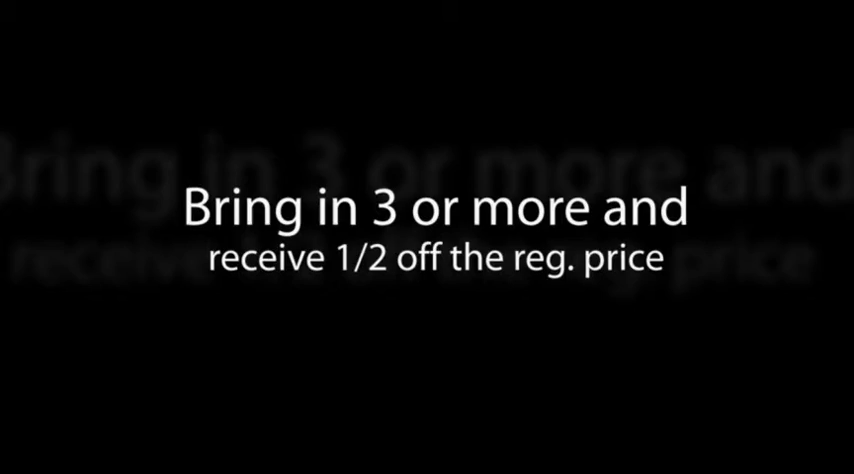 Bring in 3 or more and
receive 1/2 off the reg. price